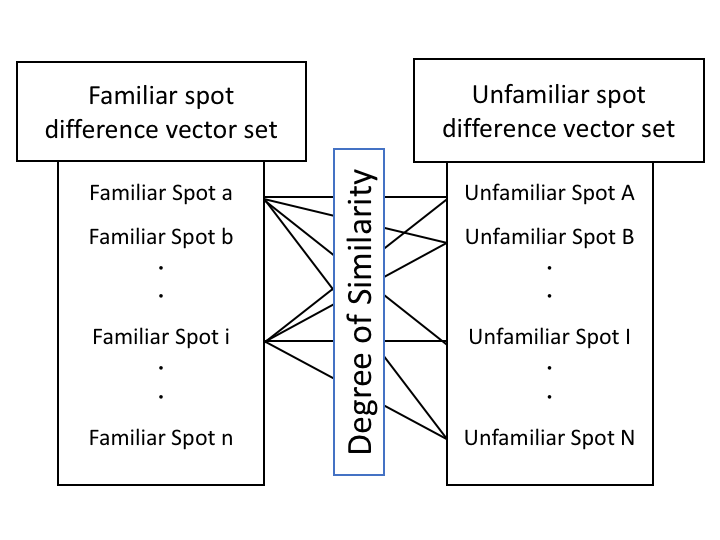 Familiar spot
difference vector set
Familiar Spot a
Familiar Spot b
.
.
Familiar Spot i
.
.
Familiar Spot n
Degree of Similarity
Unfamiliar spot
difference vector set
Unfamiliar Spot A
Unfamiliar Spot B
.
.
Unfamiliar Spot I
.
.
Unfamiliar Spot N